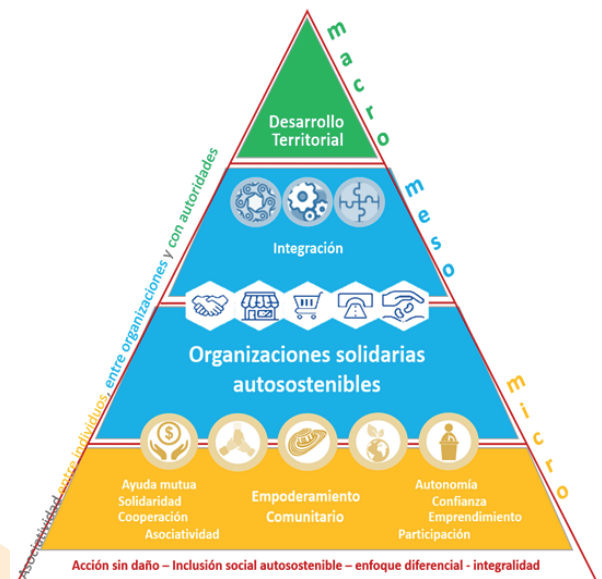 macro
Desarrollo
Territorial
meso
Integración
Organizaciones solidarias
autosostenibles
micro
Asociatividad entre individuos, entre organizaciones y con autoridades
$
Ayuda mutua
Solidaridad
Cooperación
Asociatividad
Empoderamiento
Comunitario
Autonomía
Confianza
Emprendimiento
Participación
Acción sin daño – Inclusión social autosostenible – enfoque diferencial - integralidad